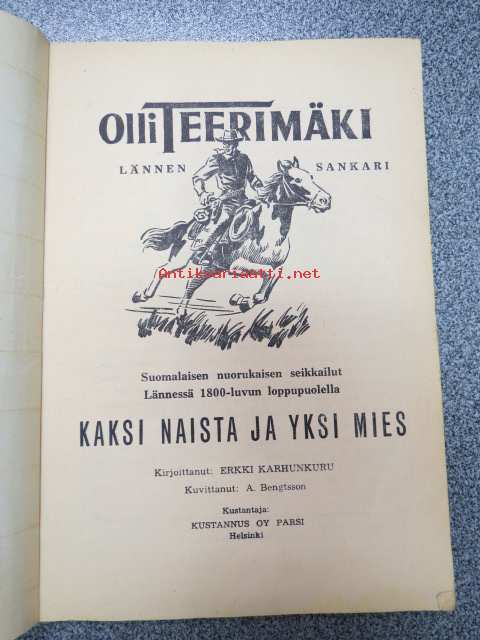 Olli TEERIMÄKI
LÄNNEN SANKARI
Antikvariaatti.net
Suomalaisen nuorukaisen seikkailut
Lännessä 1800-luvun loppupuolella
KAKSI NAISTA JA YKSI MIES
Kirjoittanut: ERKKI KARHUNKURU
Kuvittanut: A. Bengtsson
Kustantaja:
KUSTANNUS OY PARSI
Helsinki